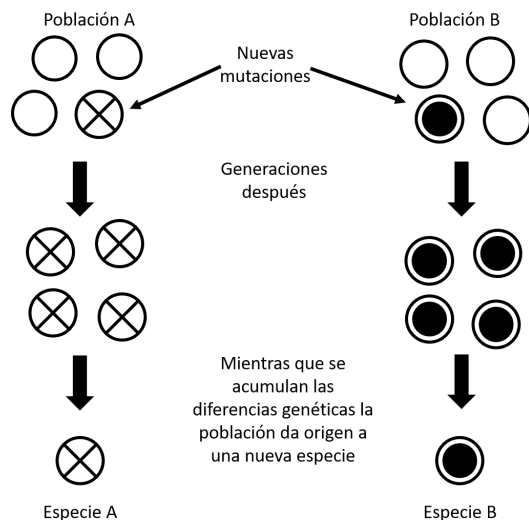 Población A
Población B
Nuevas
mutaciones
Generaciones
después
Mientras que se
acumulan las
diferencias genéticas la
población da origen a
una nueva especie
Especie A
Especie B